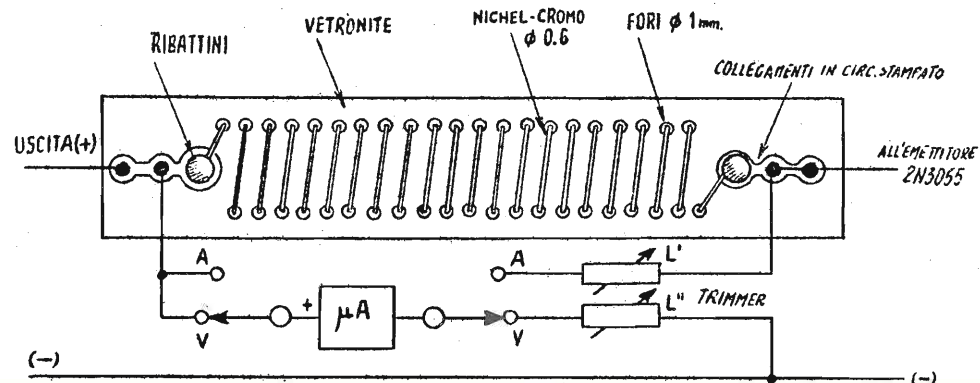 RIBATTINI
VETRONITE
NICHEL-CROMO
ϕ 0.6
FORI ϕ 1mm.
COLLEGAMENTI IN CIRC. STAMPATO
USCITA (+)
ALL'EMETTITORE
2N3055
A
A
L'
+
μA
L" TRIMMER
V
V
(-)
(-)